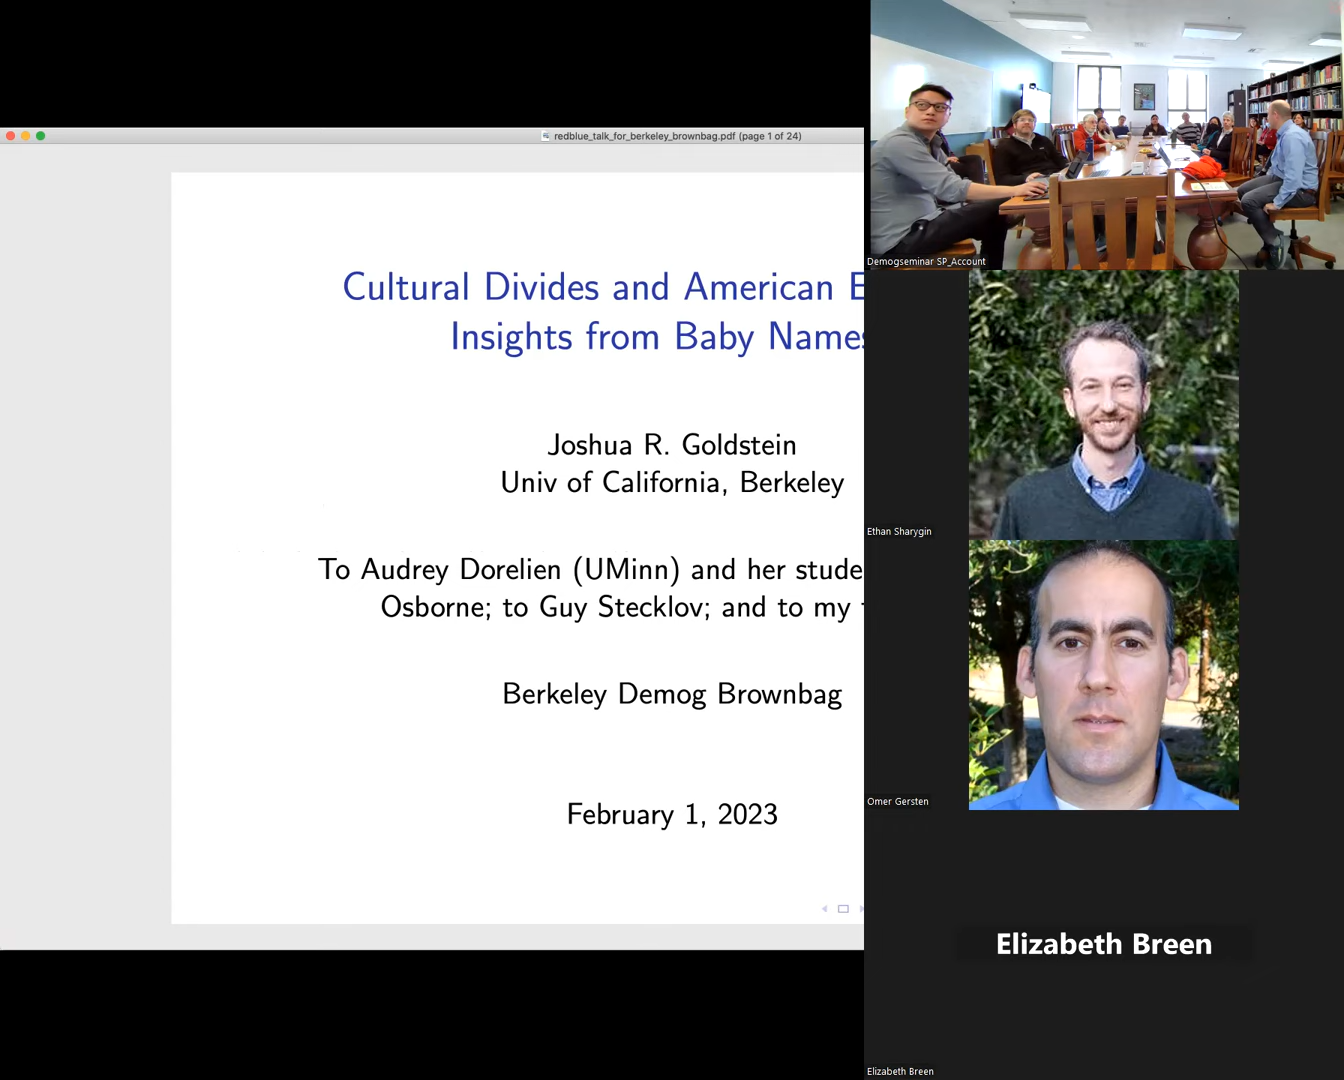 redblue_talk_for_berkeley_brownbag.pdf (page 1 of 24)
Cultural Divides and American
Insights from Baby Names
Joshua R. Goldstein
Univ of California, Berkeley
To Audrey Dorelien (UMinn) and her stude
Osborne; to Guy Stecklov; and to my
Berkeley Demog Brownbag
February 1, 2023
Demogseminar SP_Account
Ethan Sharygin
Omer Gersten
Elizabeth Breen
Elizabeth Breen